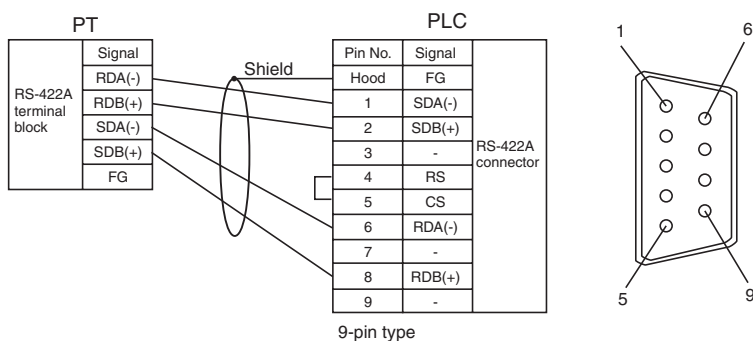 PT
Signal
RS-422A
terminal
block
RDA(-)
RDB(+)
SDA(-)
SDB(+)
FG
Shield
PLC
Pin No. Signal
Hood FG
1 SDA(-)
2 SDB(+)
3 -
4 RS
5 CS
6 RDA(-)
7 -
8 RDB(+)
9 -
RS-422A
connector
9-pin type
1 6
5 9